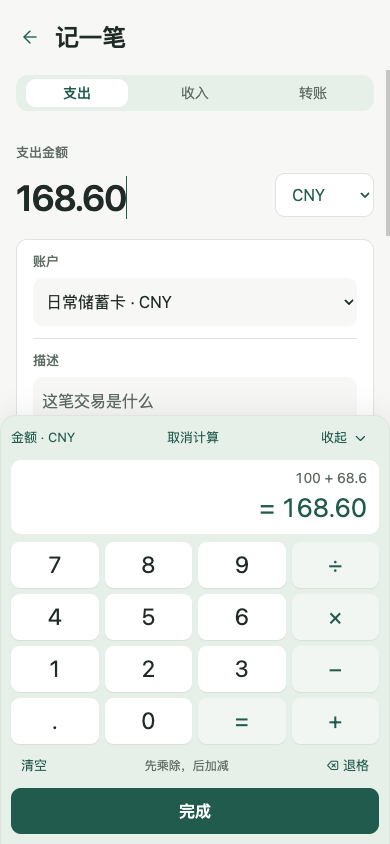 记一笔
支出 收入 转账
支出金额
168.60 CNY
账户
日常储蓄卡 · CNY
描述
这笔交易是什么
金额 · CNY 取消计算 收起
100 + 68.6
= 168.60
7 8 9 ÷
4 5 6 ×
1 2 3 −
. 0 = +
清空 先乘除，后加减 退格
完成